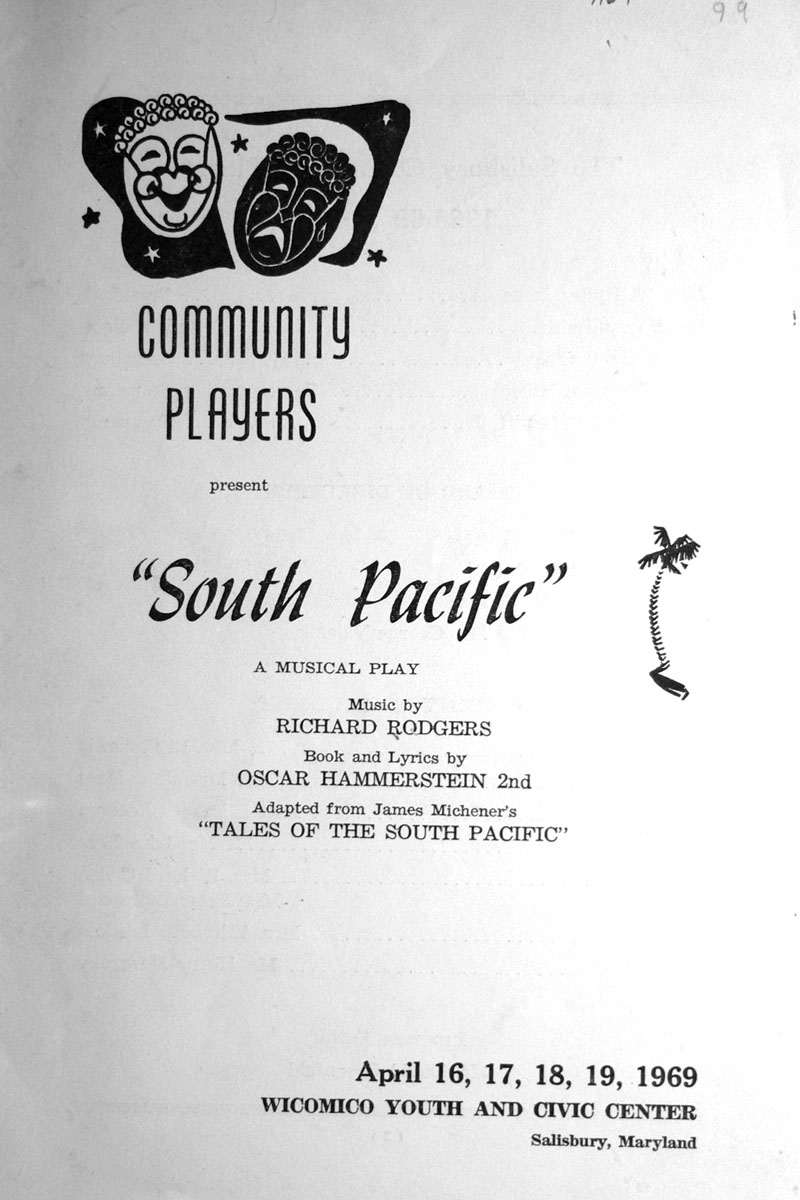 99
COMMUNITY
PLAYERS
present
“South Pacific”
A MUSICAL PLAY
Music by
RICHARD RODGERS
Book and Lyrics by
OSCAR HAMMERSTEIN 2nd
Adapted from James Michener's
“TALES OF THE SOUTH PACIFIC”
April 16, 17, 18, 19, 1969
WICOMICO YOUTH AND CIVIC CENTER
Salisbury, Maryland